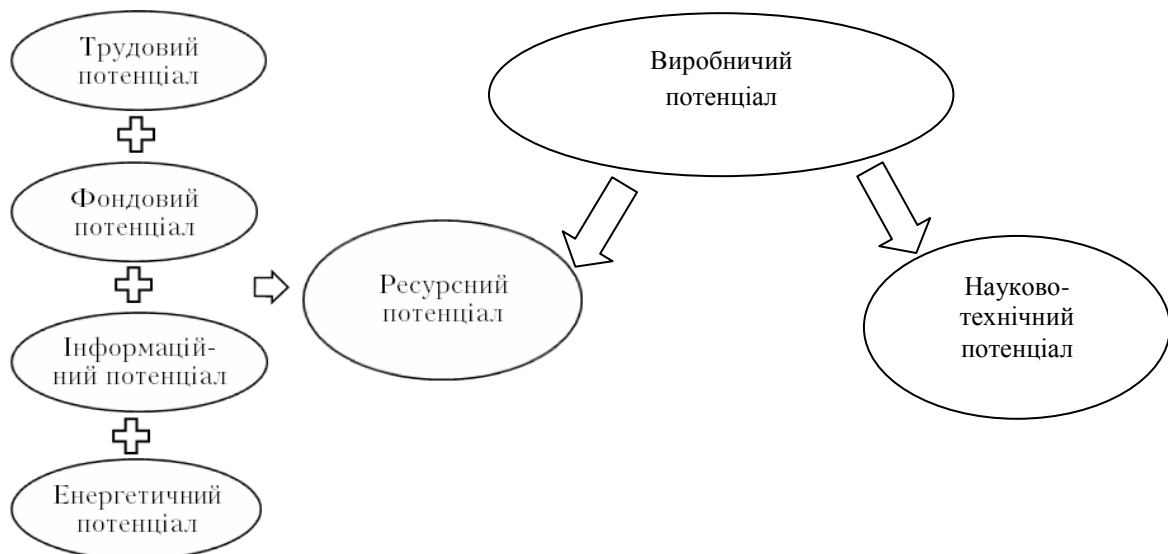 Трудовий
потенціал
Фондовий
потенціал
Інформацій-
ний потенціал
Енергетичний
потенціал
Ресурсний
потенціал
Виробничий
потенціал
Науково-
технічний
потенціал